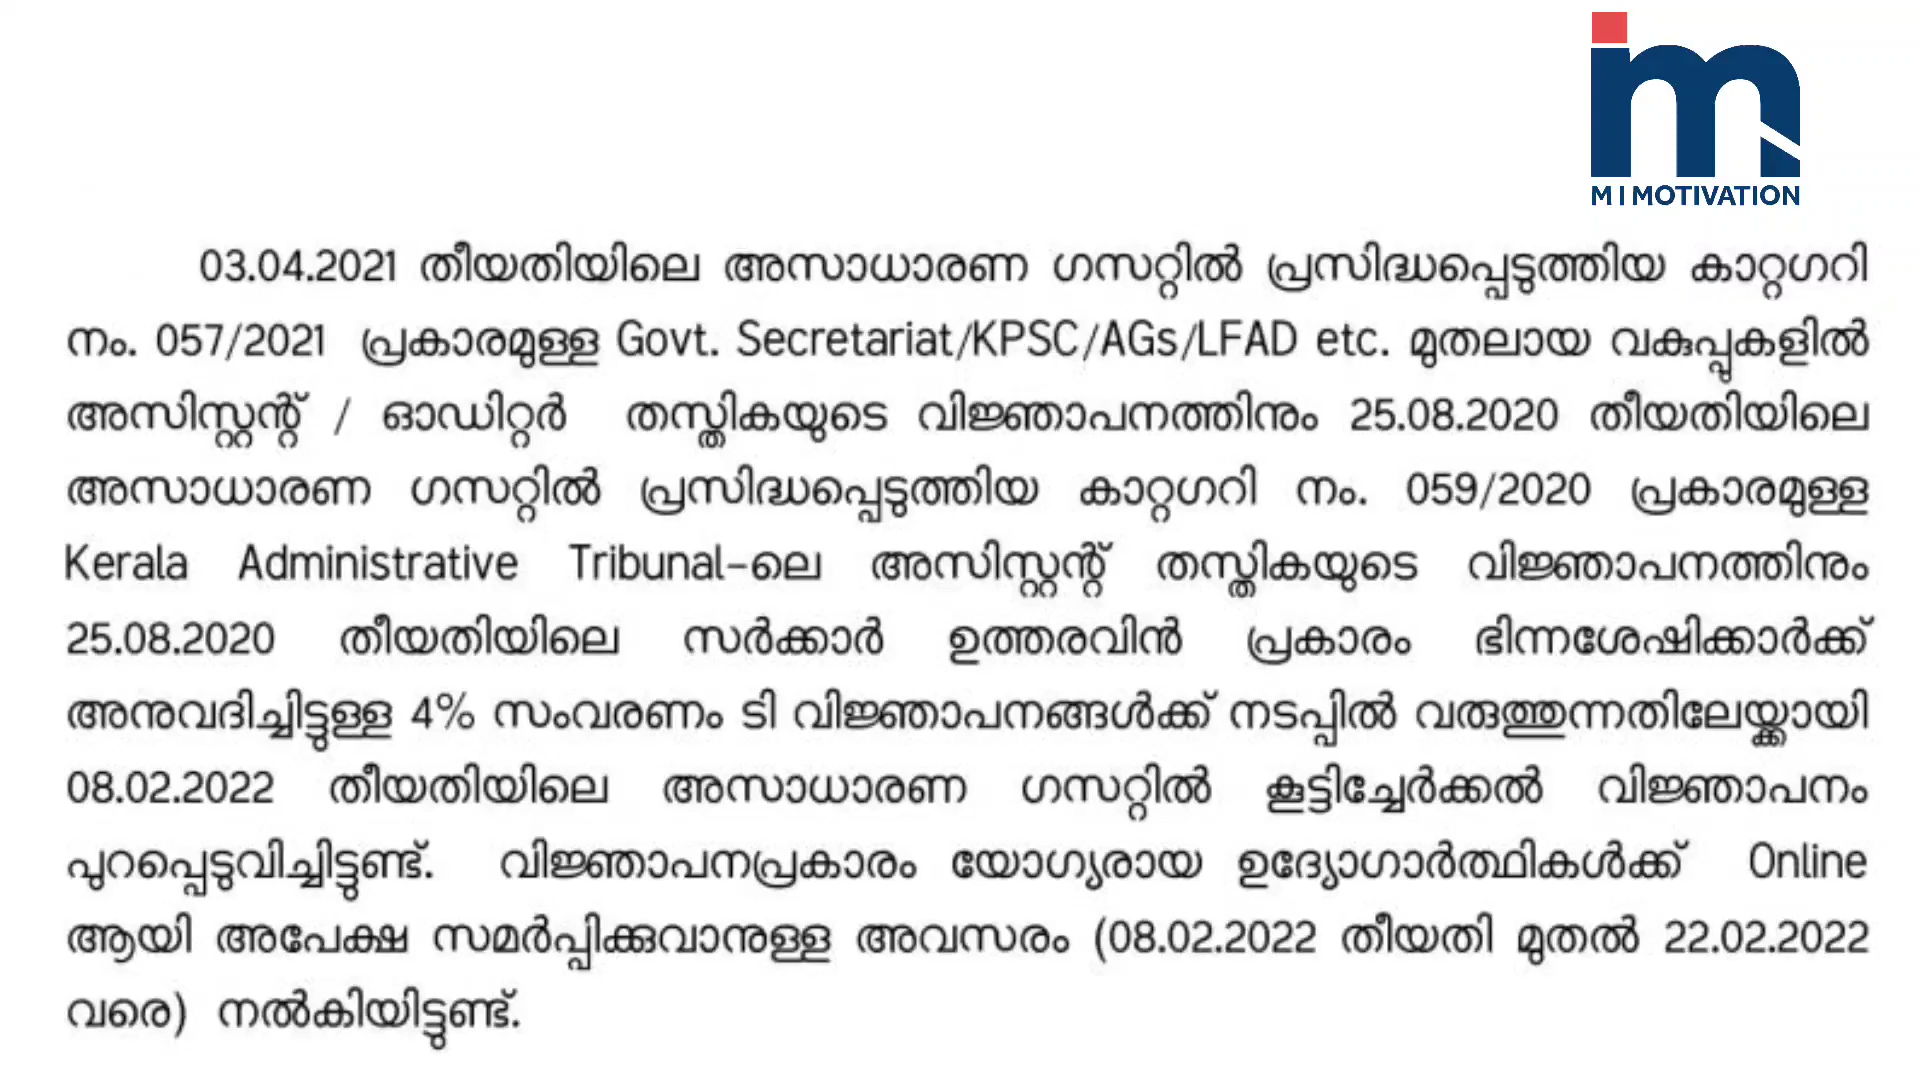 M I MOTIVATION
03.04.2021 തീയതിയിലെ അസാധാരണ ഗസറ്റിൽ പ്രസിദ്ധപ്പെടുത്തിയ കാറ്റഗറി
നം. 057/2021 പ്രകാരമുള്ള Govt. Secretariat/KPSC/AGs/LFAD etc. മുതലായ വകുപ്പുകളിൽ
അസിസ്റ്റന്റ് / ഓഡിറ്റർ തസ്തികയുടെ വിജ്ഞാപനത്തിനും 25.08.2020 തീയതിയിലെ
അസാധാരണ ഗസറ്റിൽ പ്രസിദ്ധപ്പെടുത്തിയ കാറ്റഗറി നം. 059/2020 പ്രകാരമുള്ള
Kerala Administrative Tribunal-ലെ അസിസ്റ്റന്റ് തസ്തികയുടെ വിജ്ഞാപനത്തിനും
25.08.2020 തീയതിയിലെ സർക്കാർ ഉത്തരവിൻ പ്രകാരം ഭിന്നശേഷിക്കാർക്ക്
അനുവദിച്ചിട്ടുള്ള 4% സംവരണം ടി വിജ്ഞാപനങ്ങൾക്ക് നടപ്പിൽ വരുത്തുന്നതിലേയ്ക്കായി
08.02.2022 തീയതിയിലെ അസാധാരണ ഗസറ്റിൽ കൂട്ടിച്ചേർക്കൽ വിജ്ഞാപനം
പുറപ്പെടുവിച്ചിട്ടുണ്ട്. വിജ്ഞാപനപ്രകാരം യോഗ്യരായ ഉദ്യോഗാർത്ഥികൾക്ക് Online
ആയി അപേക്ഷ സമർപ്പിക്കുവാനുള്ള അവസരം (08.02.2022 തീയതി മുതൽ 22.02.2022
വരെ) നൽകിയിട്ടുണ്ട്.